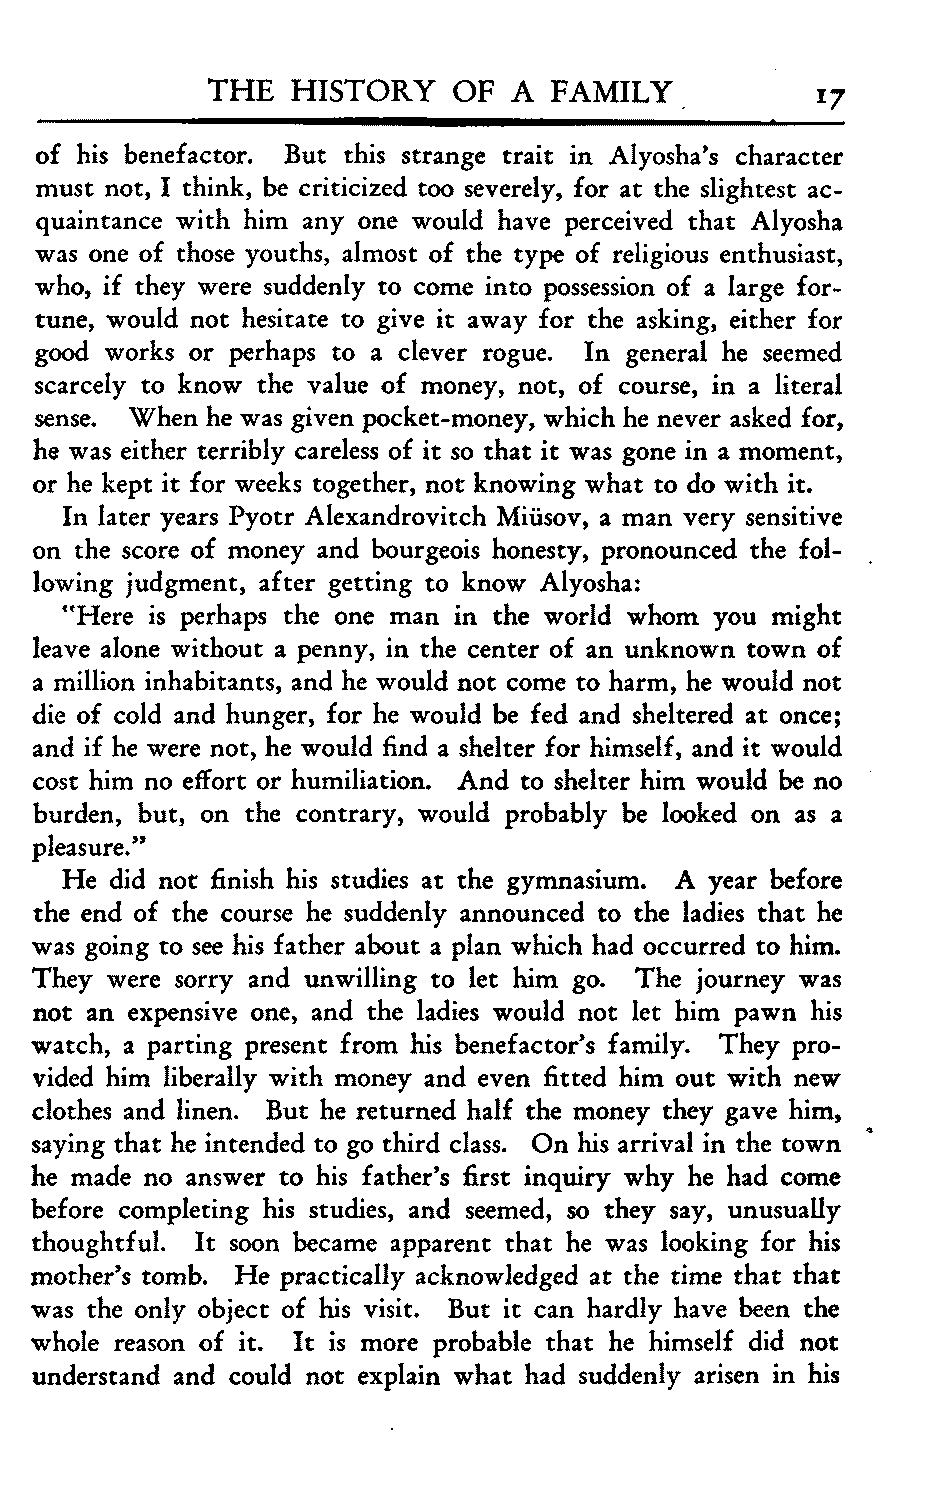 THE HISTORY OF A FAMILY 17
of his benefactor. But this strange trait in Alyosha's character
must not, I think, be criticized too severely, for at the slightest ac-
quaintance with him any one would have perceived that Alyosha
was one of those youths, almost of the type of religious enthusiast,
who, if they were suddenly to come into possession of a large for-
tune, would not hesitate to give it away for the asking, either for
good works or perhaps to a clever rogue. In general he seemed
scarcely to know the value of money, not, of course, in a literal
sense. When he was given pocket-money, which he never asked for,
he was either terribly careless of it so that it was gone in a moment,
or he kept it for weeks together, not knowing what to do with it.
In later years Pyotr Alexandrovitch Miüsov, a man very sensitive
on the score of money and bourgeois honesty, pronounced the fol-
lowing judgment, after getting to know Alyosha:
"Here is perhaps the one man in the world whom you might
leave alone without a penny, in the center of an unknown town of
a million inhabitants, and he would not come to harm, he would not
die of cold and hunger, for he would be fed and sheltered at once;
and if he were not, he would find a shelter for himself, and it would
cost him no effort or humiliation. And to shelter him would be no
burden, but, on the contrary, would probably be looked on as a
pleasure."
He did not finish his studies at the gymnasium. A year before
the end of the course he suddenly announced to the ladies that he
was going to see his father about a plan which had occurred to him.
They were sorry and unwilling to let him go. The journey was
not an expensive one, and the ladies would not let him pawn his
watch, a parting present from his benefactor's family. They pro-
vided him liberally with money and even fitted him out with new
clothes and linen. But he returned half the money they gave him,
saying that he intended to go third class. On his arrival in the town
he made no answer to his father's first inquiry why he had come
before completing his studies, and seemed, so they say, unusually
thoughtful. It soon became apparent that he was looking for his
mother's tomb. He practically acknowledged at the time that that
was the only object of his visit. But it can hardly have been the
whole reason of it. It is more probable that he himself did not
understand and could not explain what had suddenly arisen in his